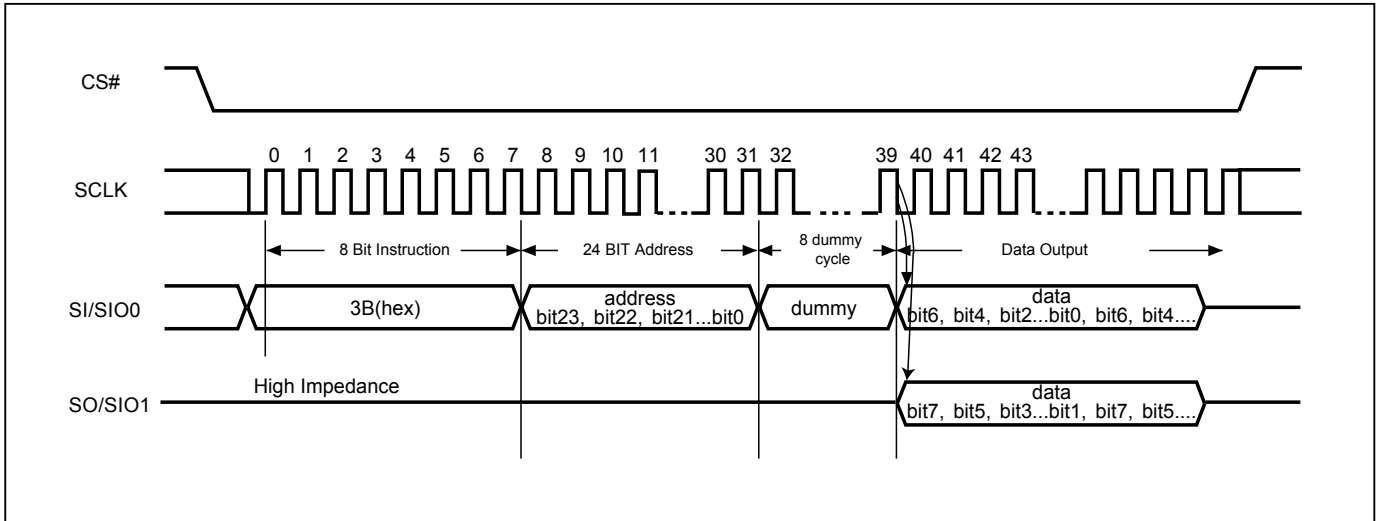 CS#
0 1 2 3 4 5 6 7 8 9 10 11 30 31 32 39 40 41 42 43
SCLK
8 Bit Instruction
24 BIT Address
8 dummy
cycle
Data Output
SI/SIO0
3B(hex)
address
bit23, bit22, bit21...bit0
dummy
data
bit6, bit4, bit2...bit0, bit6, bit4....
High Impedance
SO/SIO1
data
bit7, bit5, bit3...bit1, bit7, bit5....